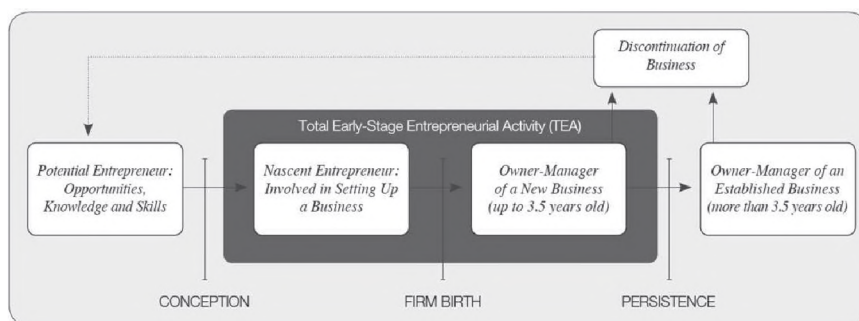 Discontinuation of
Business
Total Early-Stage Entrepreneurial Activity (TEA)
Potential Entrepreneur:
Opportunities,
Knowledge and Skills
Nascent Entrepreneur:
Involved in Setting Up
a Business
Owner-Manager
of a New Business
(up to 3.5 years old)
Owner-Manager of an
Established Business
(more than 3.5 years old)
CONCEPTION
FIRM BIRTH
PERSISTENCE